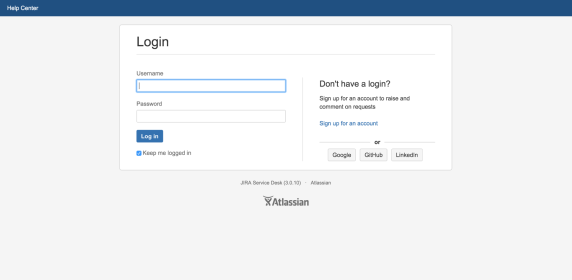 Help Center
Login
Username
Password
Log in
Keep me logged in
Don't have a login?
Sign up for an account to raise and
comment on requests
Sign up for an account
or
Google GitHub LinkedIn
JIRA Service Desk (3.0.10) · Atlassian
Atlassian